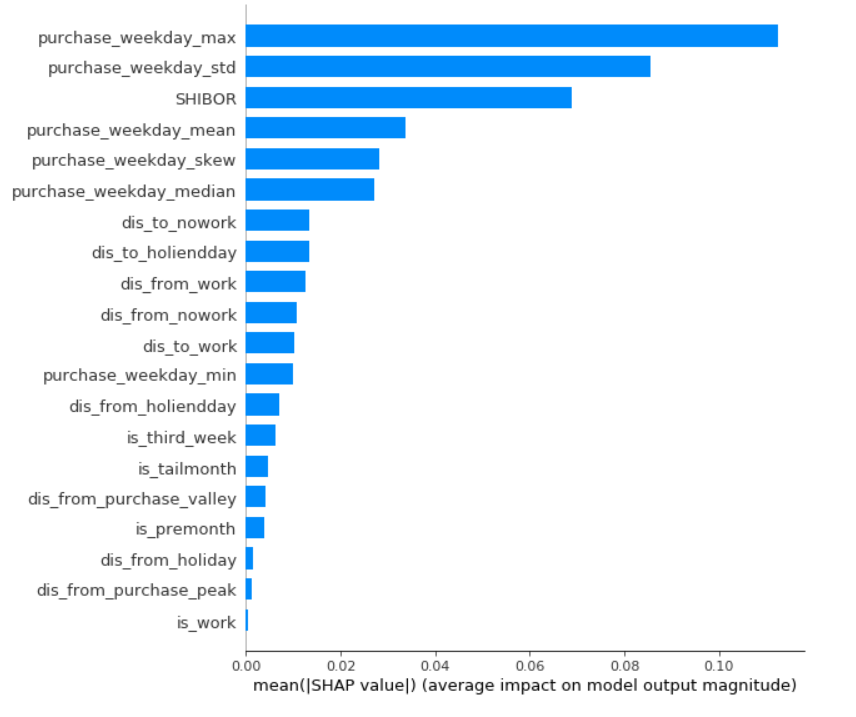 purchase_weekday_max
purchase_weekday_std
SHIBOR
purchase_weekday_mean
purchase_weekday_skew
purchase_weekday_median
dis_to_nowork
dis_to_holiendday
dis_from_work
dis_from_nowork
dis_to_work
purchase_weekday_min
dis_from_holiendday
is_third_week
is_tailmonth
dis_from_purchase_valley
is_premonth
dis_from_holiday
dis_from_purchase_peak
is_work
0.00 0.02 0.04 0.06 0.08 0.10
mean(|SHAP value|) (average impact on model output magnitude)